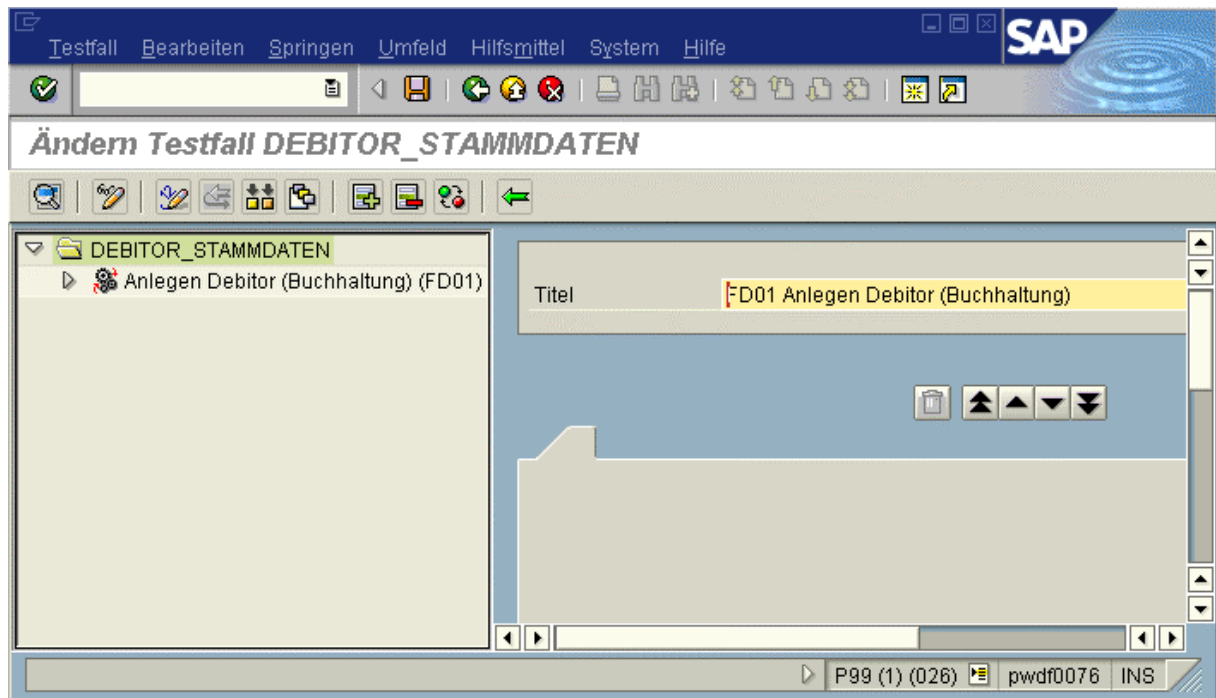 Testfall Bearbeiten Springen Umfeld Hilfsmittel System Hilfe
SAP
Ändern Testfall DEBITOR_STAMMDATEN
DEBITOR_STAMMDATEN
Anlegen Debitor (Buchhaltung) (FD01)
Titel
FD01 Anlegen Debitor (Buchhaltung)
P99 (1) (026) pwdf0076 INS